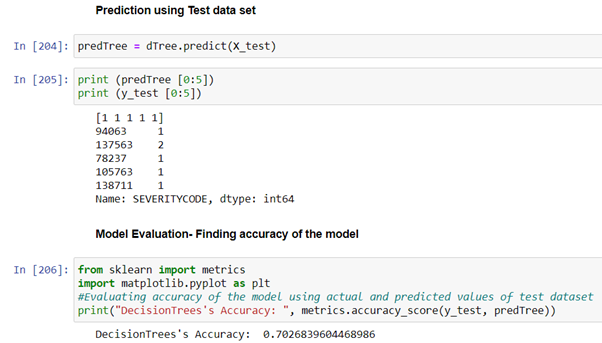 Prediction using Test data set
In [204]: predTree = dTree.predict(X_test)
In [205]: print (predTree [0:5])
print (y_test [0:5])
[1 1 1 1 1]
94063     1
137563    2
78237     1
105763    1
138711    1
Name: SEVERITYCODE, dtype: int64
Model Evaluation- Finding accuracy of the model
In [206]: from sklearn import metrics
import matplotlib.pyplot as plt
#Evaluating accuracy of the model using actual and predicted values of test dataset
print("DecisionTrees's Accuracy: ", metrics.accuracy_score(y_test, predTree))
DecisionTrees's Accuracy:  0.7026839604468986